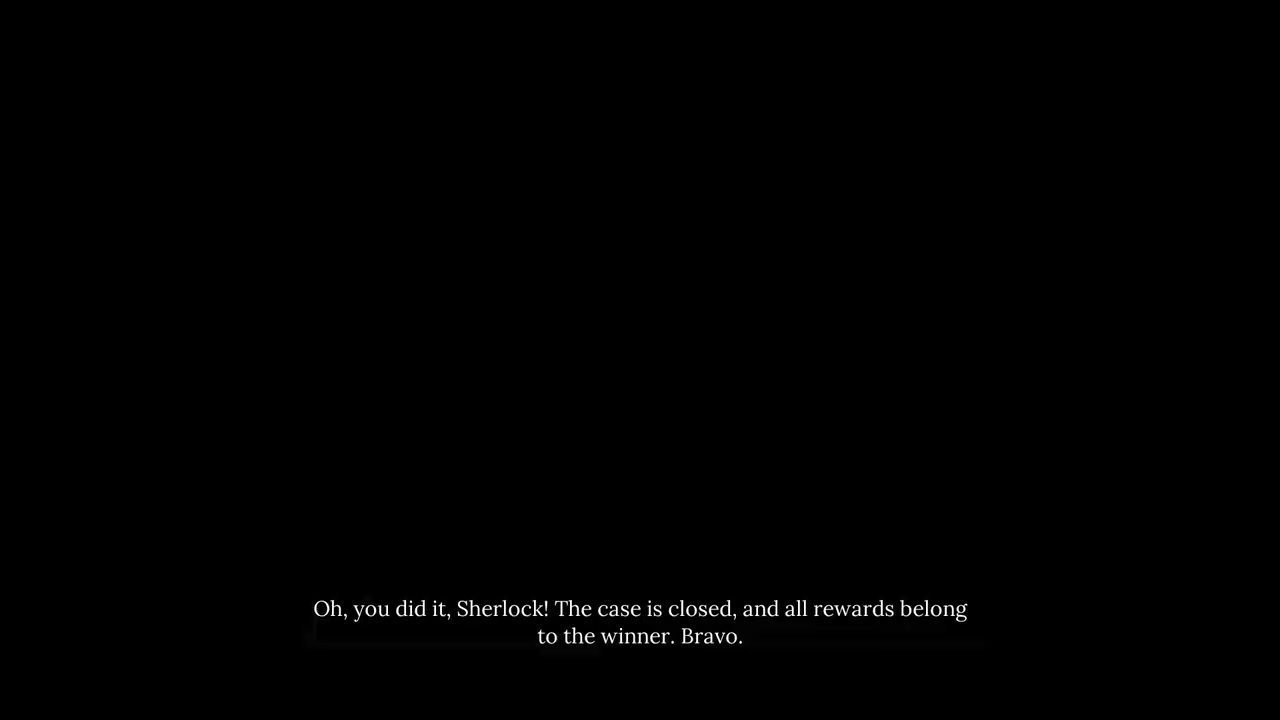 Oh, you did it, Sherlock! The case is closed, and all rewards belong
to the winner. Bravo.